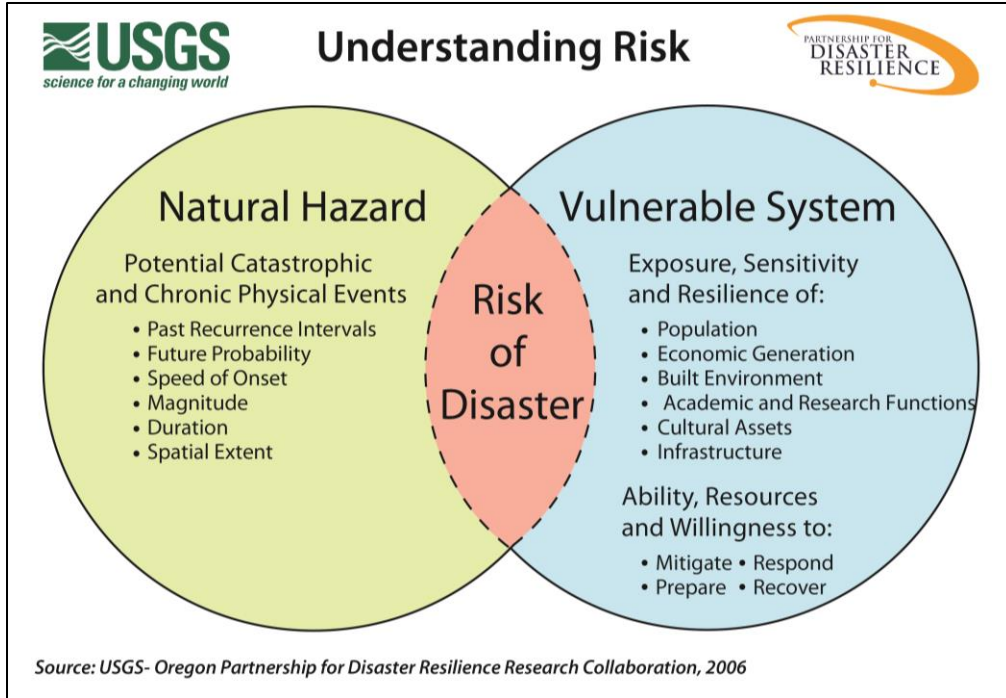 USGS
science for a changing world
Understanding Risk
PARTNERSHIP FOR
DISASTER
RESILIENCE
Natural Hazard
Potential Catastrophic
and Chronic Physical Events
• Past Recurrence Intervals
• Future Probability
• Speed of Onset
• Magnitude
• Duration
• Spatial Extent
Risk
of
Disaster
Vulnerable System
Exposure, Sensitivity
and Resilience of:
• Population
• Economic Generation
• Built Environment
• Academic and Research Functions
• Cultural Assets
• Infrastructure
Ability, Resources
and Willingness to:
• Mitigate • Respond
• Prepare • Recover
Source: USGS- Oregon Partnership for Disaster Resilience Research Collaboration, 2006